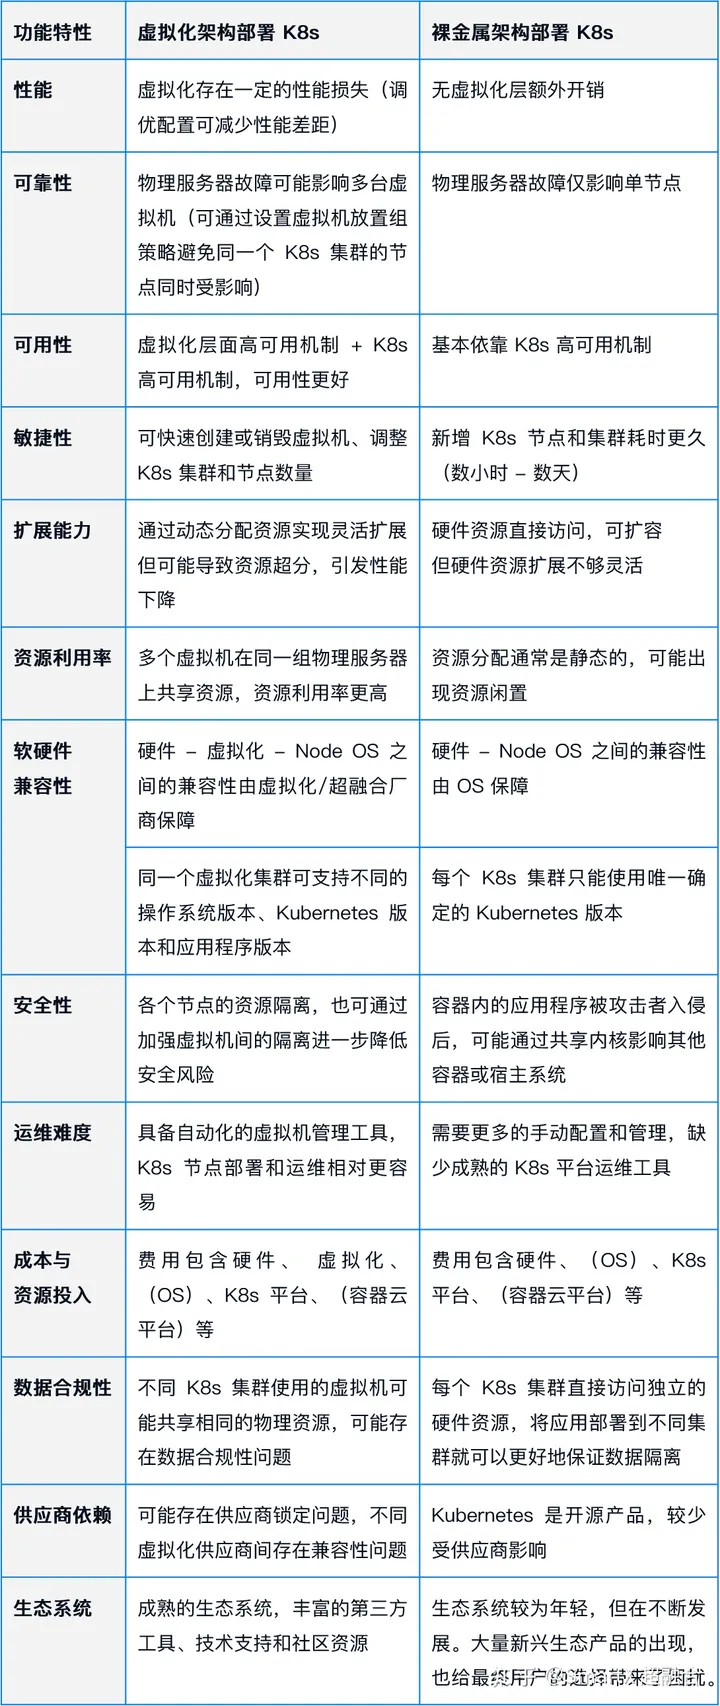 功能特性
虚拟化架构部署 K8s
裸金属架构部署 K8s
性能
虚拟化存在一定的性能损失（调
优配置可减少性能差距）
无虚拟化层额外开销
可靠性
物理服务器故障可能影响多台虚
拟机（可通过设置虚拟机放置组
策略避免同一个 K8s 集群的节
点同时受影响）
物理服务器故障仅影响单节点
可用性
虚拟化层面高可用机制 + K8s
高可用机制，可用性更好
基本依靠 K8s 高可用机制
敏捷性
可快速创建或销毁虚拟机、调整
K8s 集群和节点数量
新增 K8s 节点和集群耗时更久
（数小时 – 数天）
扩展能力
通过动态分配资源实现灵活扩展
但可能导致资源超分，引发性能
下降
硬件资源直接访问，可扩容
但硬件资源扩展不够灵活
资源利用率
多个虚拟机在同一组物理服务器
上共享资源，资源利用率更高
资源分配通常是静态的，可能出
现资源闲置
软硬件
兼容性
硬件 – 虚拟化 – Node OS 之
间的兼容性由虚拟化/超融合厂
商保障
硬件 – Node OS 之间的兼容性
由 OS 保障
同一个虚拟化集群可支持不同的
操作系统版本、Kubernetes 版
本和应用程序版本
每个 K8s 集群只能使用唯一确
定的 Kubernetes 版本
安全性
各个节点的资源隔离，也可通过
加强虚拟机间的隔离进一步降低
安全风险
容器内的应用程序被攻击者入侵
后，可能通过共享内核影响其他
容器或宿主系统
运维难度
具备自动化的虚拟机管理工具，
K8s 节点部署和运维相对更容
易
需要更多的手动配置和管理，缺
少成熟的 K8s 平台运维工具
成本与
资源投入
费用包含硬件、 虚拟化、
（OS）、K8s 平台、（容器云
平台）等
费用包含硬件、（OS）、K8s
平台、（容器云平台）等
数据合规性
不同 K8s 集群使用的虚拟机可
能共享相同的物理资源，可能存
在数据合规性问题
每个 K8s 集群直接访问独立的
硬件资源，将应用部署到不同集
群就可以更好地保证数据隔离
供应商依赖
可能存在供应商锁定问题，不同
虚拟化供应商间存在兼容性问题
Kubernetes 是开源产品，较少
受供应商影响
生态系统
成熟的生态系统，丰富的第三方
工具、技术支持和社区资源
生态系统较为年轻，但在不断发
展。大量新兴生态产品的出现，
也给最终用户的选择带来了困扰。